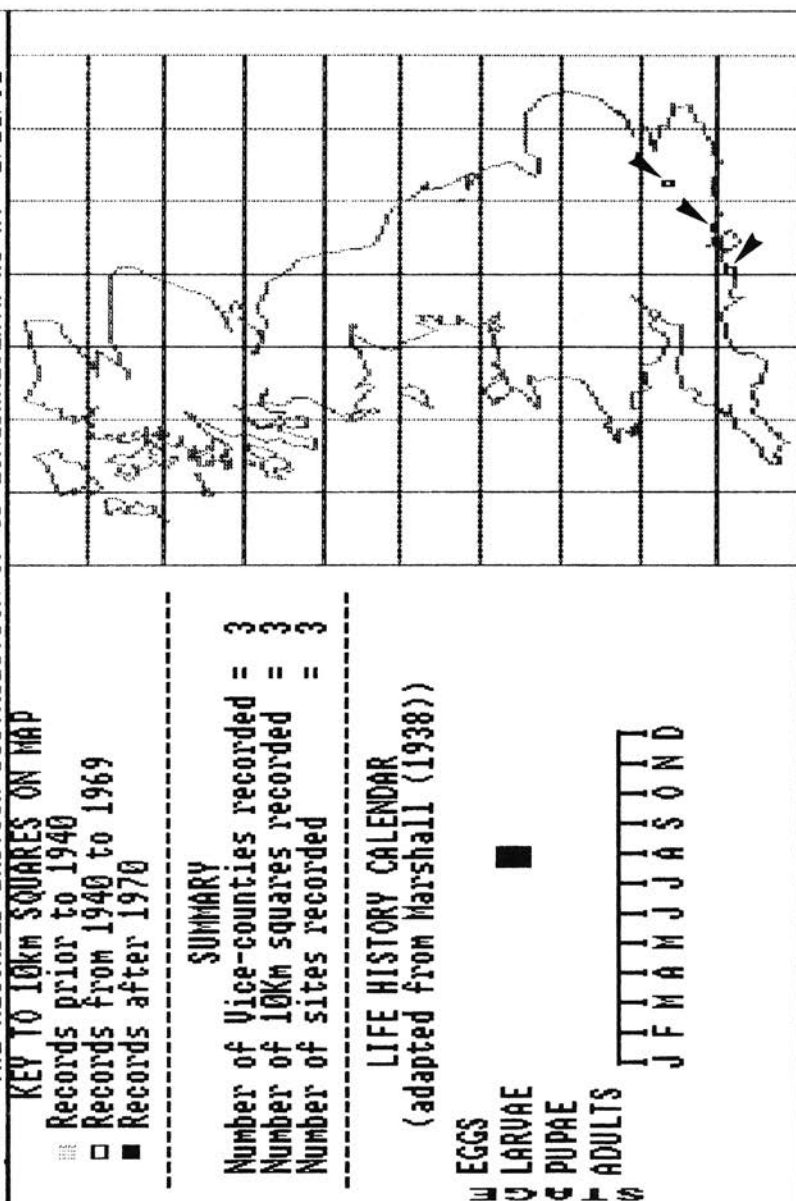 KEY TO 10km SQUARES ON MAP
Records prior to 1940
Records from 1940 to 1969
Records after 1970
SUMMARY
Number of Vice-counties recorded = 3
Number of 10Km squares recorded = 3
Number of sites recorded = 3
LIFE HISTORY CALENDAR
(adapted from Marshall (1938))
EGGS
LARVAE
PUPAE
ADULTS
J F M A M J J A S O N D